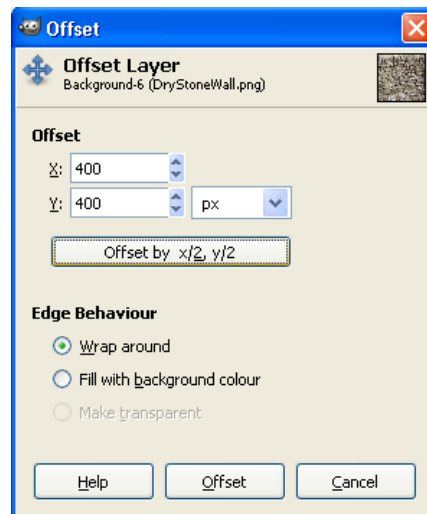 Offset
Offset Layer
Background-6 (DryStoneWall.png)
Offset
X: 400
Y: 400 px
Offset by x/2, y/2
Edge Behaviour
Wrap around
Fill with background colour
Make transparent
Help Offset Cancel